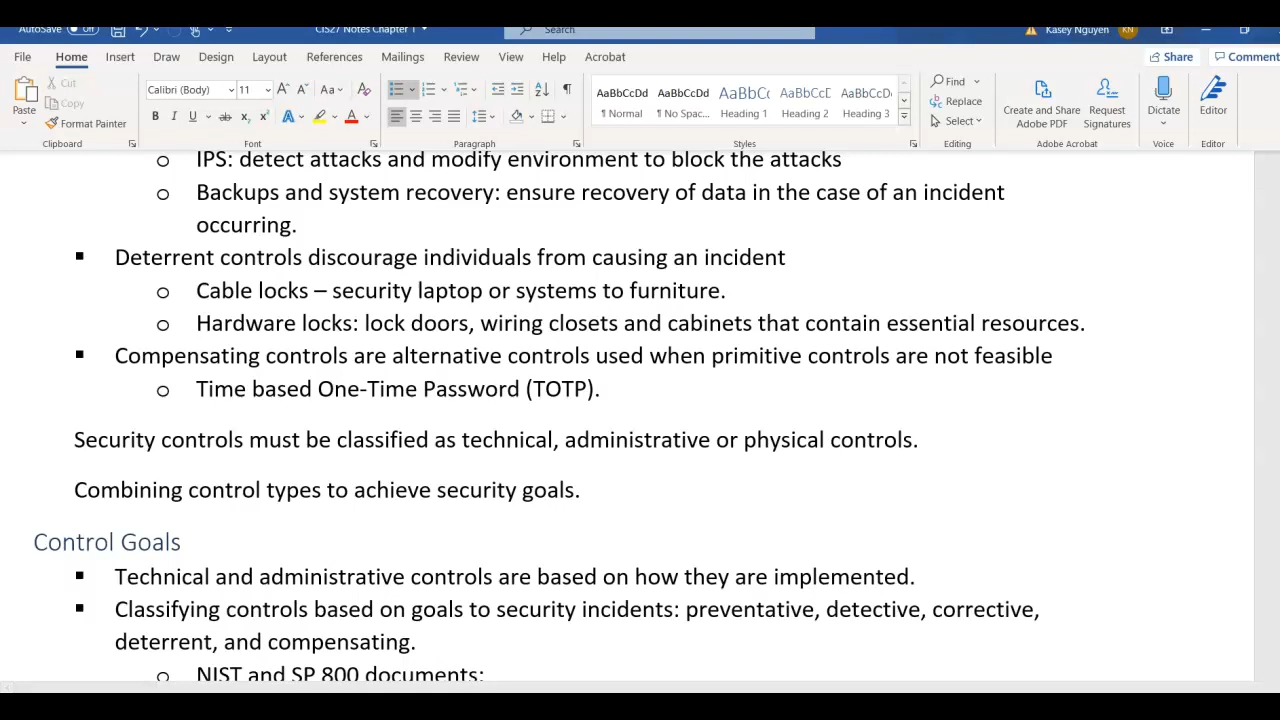 AutoSave Off CIS27 Notes Chapter 1 Search Kasey Nguyen KN
File Home Insert Draw Design Layout References Mailings Review View Help Acrobat Share Comment
Paste Cut Copy Format Painter
Calibri (Body) 11
AaBbCcDd AaBbCcDd AaBbCc AaBbCcD AaBbCcDd
¶ Normal ¶ No Spac... Heading 1 Heading 2 Heading 3
Find Replace Select
Create and Share Adobe PDF Request Signatures Dictate Editor
Clipboard Font Paragraph Styles Editing Adobe Acrobat Voice Editor
o IPS: detect attacks and modify environment to block the attacks
o Backups and system recovery: ensure recovery of data in the case of an incident
occurring.
▪ Deterrent controls discourage individuals from causing an incident
o Cable locks – security laptop or systems to furniture.
o Hardware locks: lock doors, wiring closets and cabinets that contain essential resources.
▪ Compensating controls are alternative controls used when primitive controls are not feasible
o Time based One-Time Password (TOTP).
Security controls must be classified as technical, administrative or physical controls.
Combining control types to achieve security goals.
Control Goals
▪ Technical and administrative controls are based on how they are implemented.
▪ Classifying controls based on goals to security incidents: preventative, detective, corrective,
deterrent, and compensating.
o NIST and SP 800 documents: